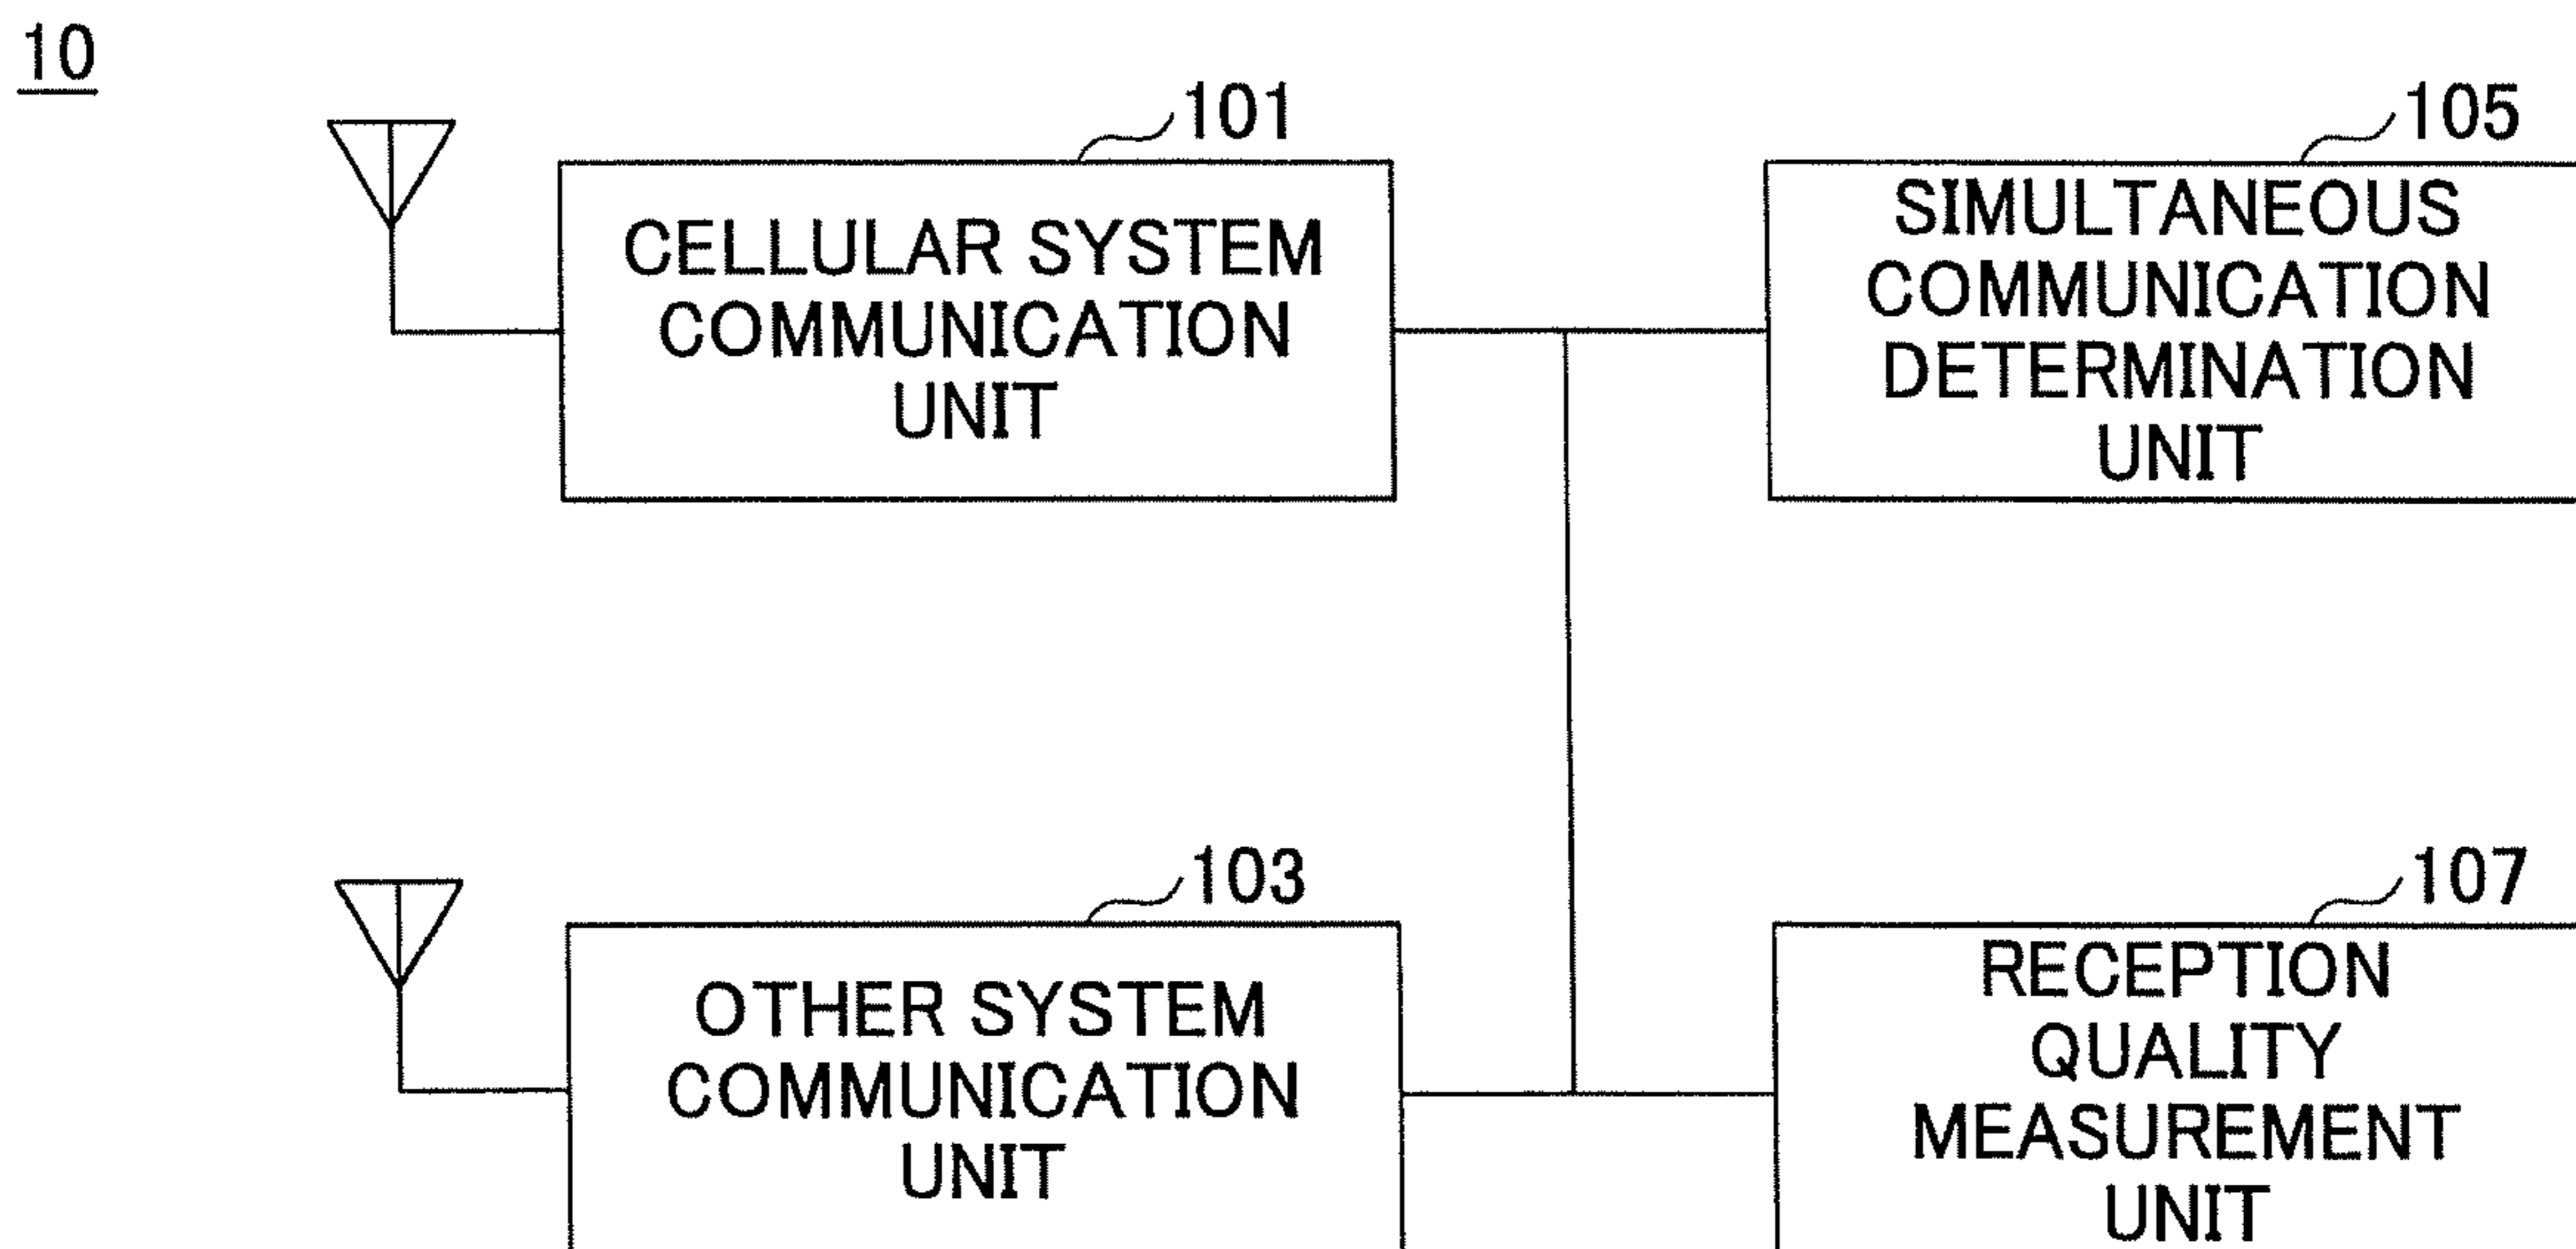 10
101
CELLULAR SYSTEM
COMMUNICATION
UNIT
105
SIMULTANEOUS
COMMUNICATION
DETERMINATION
UNIT
103
OTHER SYSTEM
COMMUNICATION
UNIT
107
RECEPTION
QUALITY
MEASUREMENT
UNIT